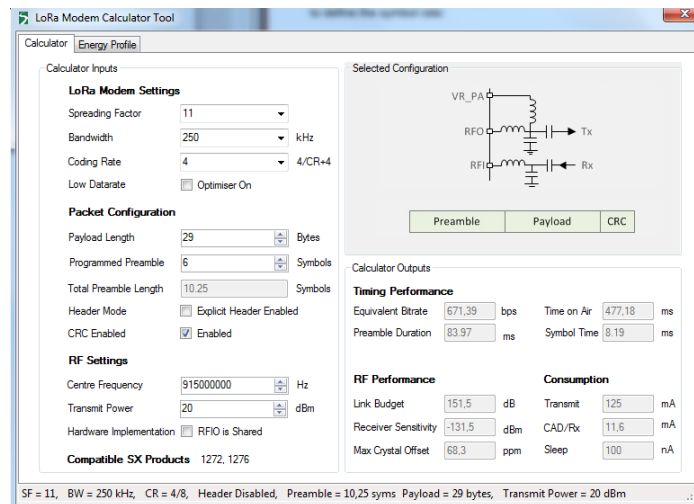 to define the symbol rate
LoRa Modem Calculator Tool
Calculator Energy Profile
Calculator Inputs
LoRa Modem Settings
Spreading Factor 11
Bandwidth 250 kHz
Coding Rate 4 4/CR+4
Low Datarate Optimiser On
Packet Configuration
Payload Length 29 Bytes
Programmed Preamble 6 Symbols
Total Preamble Length 10.25 Symbols
Header Mode Explicit Header Enabled
CRC Enabled Enabled
RF Settings
Centre Frequency 915000000 Hz
Transmit Power 20 dBm
Hardware Implementation RFIO is Shared
Compatible SX Products 1272, 1276
Selected Configuration
VR_PA
RFO Tx
RFI Rx
Preamble Payload CRC
Calculator Outputs
Timing Performance
Equivalent Bitrate 671,39 bps Time on Air 477,18 ms
Preamble Duration 83.97 ms Symbol Time 8.19 ms
RF Performance Consumption
Link Budget 151,5 dB Transmit 125 mA
Receiver Sensitivity -131,5 dBm CAD/Rx 11,6 mA
Max Crystal Offset 68,3 ppm Sleep 100 nA
SF = 11, BW = 250 kHz, CR = 4/8, Header Disabled, Preamble = 10,25 syms Payload = 29 bytes, Transmit Power = 20 dBm